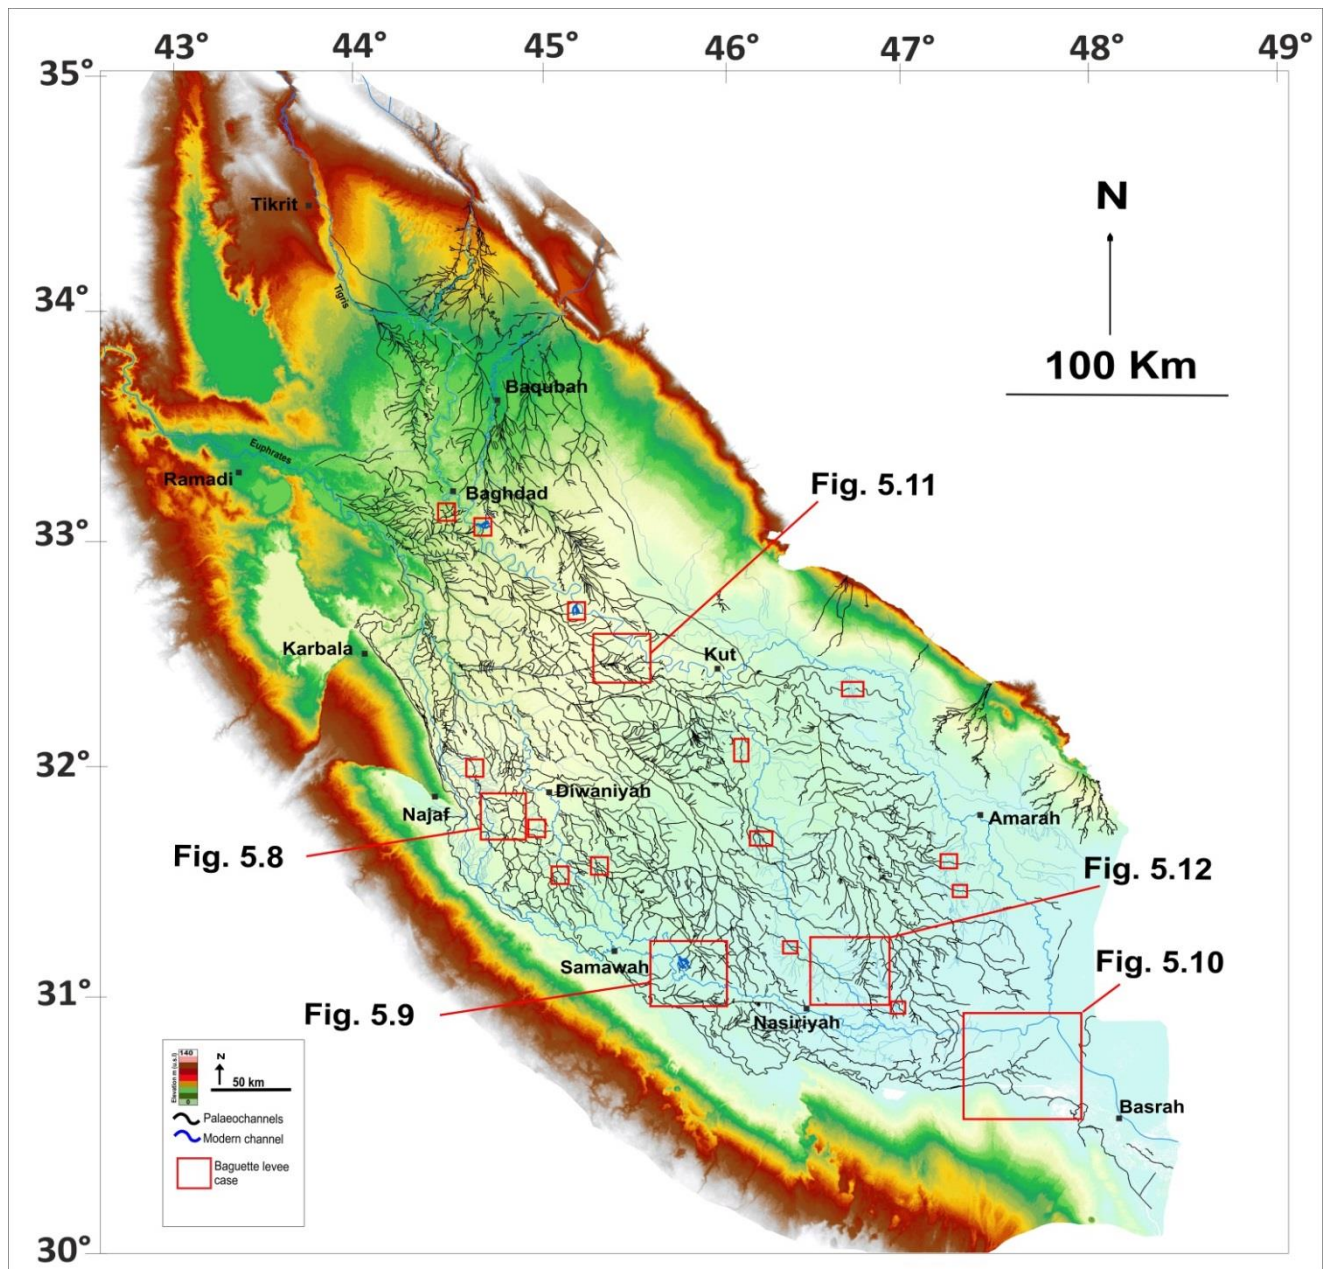 43° 44° 45° 46° 47° 48° 49°
35°
N
Tikrit
Tigris
34°
100 Km
Baqubah
Euphrates
Ramadi
Fig. 5.11
Baghdad
33°
Karbala
Kut
32°
Diwaniyah
Najaf
Amarah
Fig. 5.8
Fig. 5.12
Samawah
Fig. 5.10
31°
Fig. 5.9
Nasiriyah
Basrah
140
N
50 km
Elevation m (u.s.l)
0
Palaeochannels
Modern channel
Baguette levee
case
30°